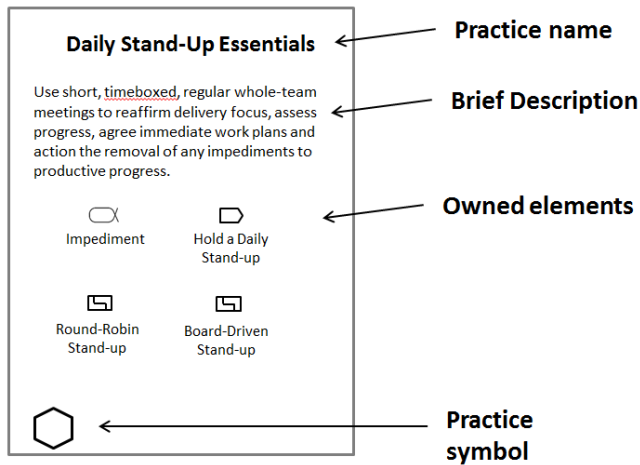 Daily Stand-Up Essentials
Practice name
Use short, timeboxed, regular whole-team
meetings to reaffirm delivery focus, assess
progress, agree immediate work plans and
action the removal of any impediments to
productive progress.
Brief Description
Owned elements
Impediment
Hold a Daily
Stand-up
Round-Robin
Stand-up
Board-Driven
Stand-up
Practice
symbol